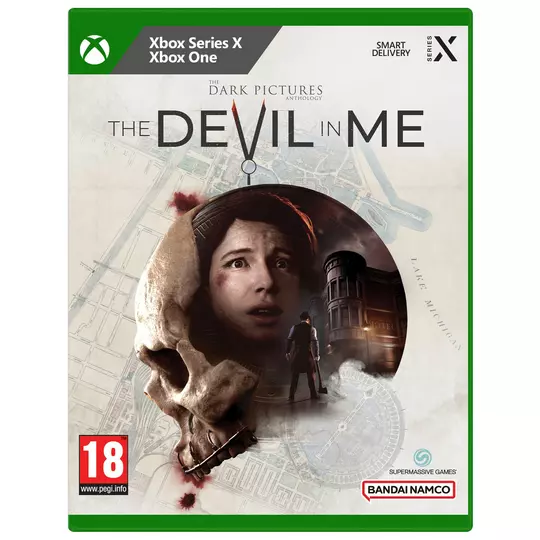 Xbox Series X
Xbox One
SMART
DELIVERY
SERIES X
THE
DARK PICTURES
ANTHOLOGY
THE DEVIL IN ME
LAKE MICHIGAN
18
www.pegi.info
SUPERMASSIVE GAMES
BANDAI NAMCO